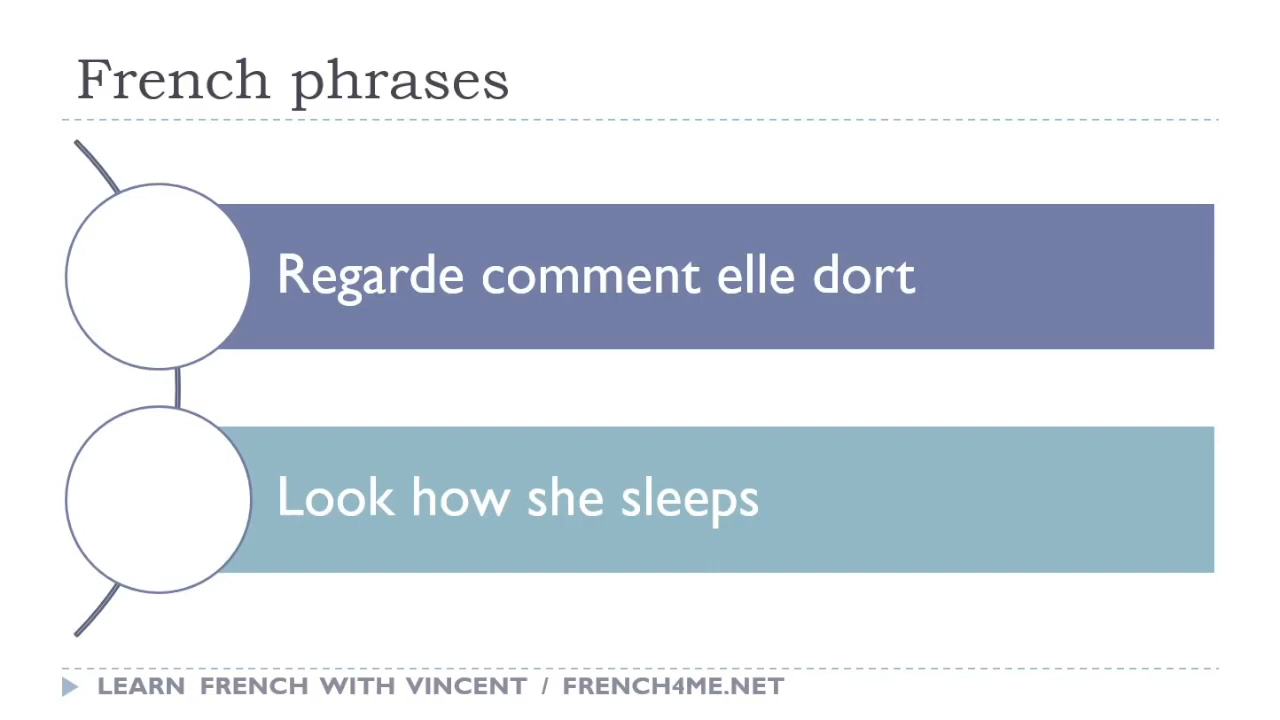 French phrases
Regarde comment elle dort
Look how she sleeps
LEARN FRENCH WITH VINCENT / FRENCH4ME.NET